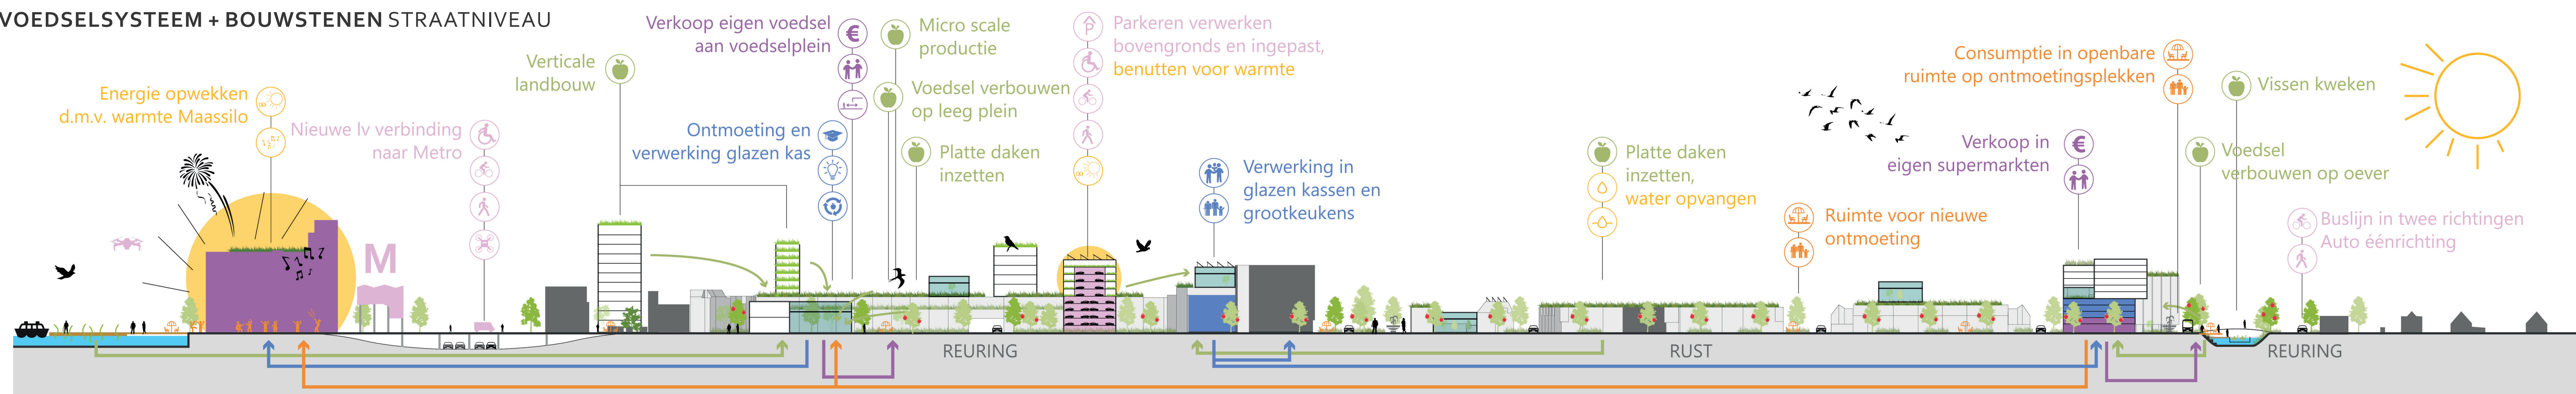 VOEDSELSYSTEEM + BOUWSTENEN STRAATNIVEAU
Energie opwekken
d.m.v. warmte Maassilo
Nieuwe lv verbinding
naar Metro
M
Verticale
landbouw
Verkoop eigen voedsel
aan voedselplein
€
Ontmoeting en
verwerking glazen kas
Micro scale
productie
Voedsel verbouwen
op leeg plein
Platte daken
inzetten
P
Parkeren verwerken
bovengronds en ingepast,
benutten voor warmte
Verwerking in
glazen kassen en
grootkeukens
Platte daken
inzetten,
water opvangen
Ruimte voor nieuwe
ontmoeting
Consumptie in openbare
ruimte op ontmoetingsplekken
Verkoop in
eigen supermarkten
€
Vissen kweken
Voedsel
verbouwen op oever
Buslijn in twee richtingen
Auto éénrichting
REURING
RUST
REURING